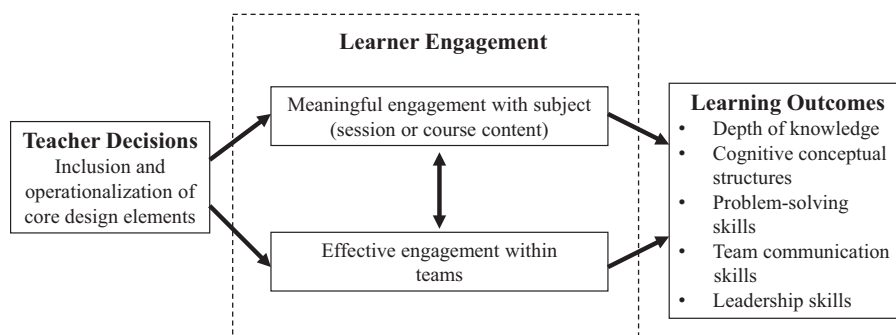 Learner Engagement
Teacher Decisions
Inclusion and
operationalization of
core design elements
Meaningful engagement with subject
(session or course content)
Effective engagement within
teams
Learning Outcomes
• Depth of knowledge
• Cognitive conceptual
structures
• Problem-solving
skills
• Team communication
skills
• Leadership skills